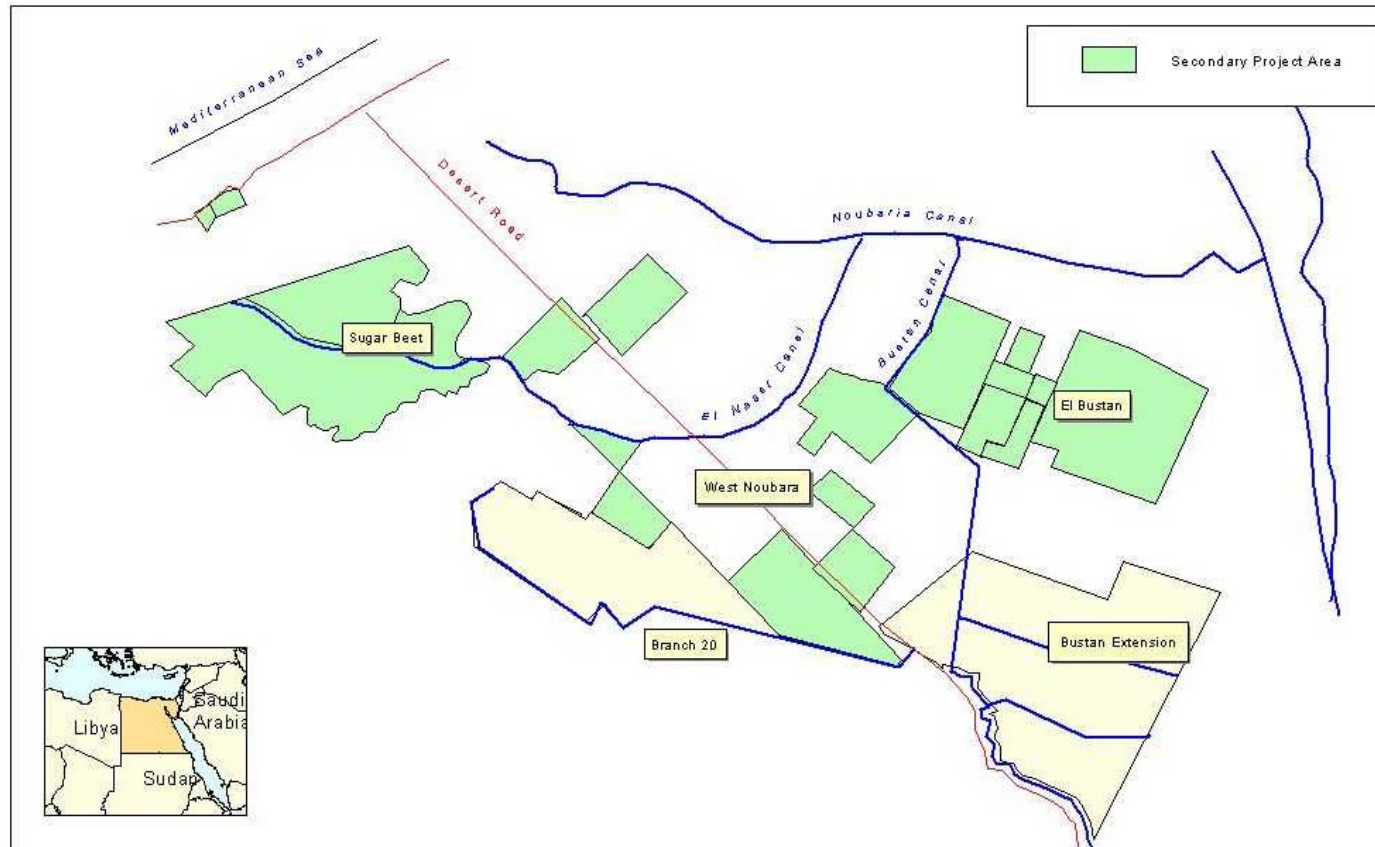 Mediterranean Sea
Secondary Project Area
Desert Road
Noubaria Canal
El Naser Canal
Bustan Canal
Sugar Beet
El Bustan
West Noubara
Branch 20
Bustan Extension
Libya
Saudi
Arabia
Sudan